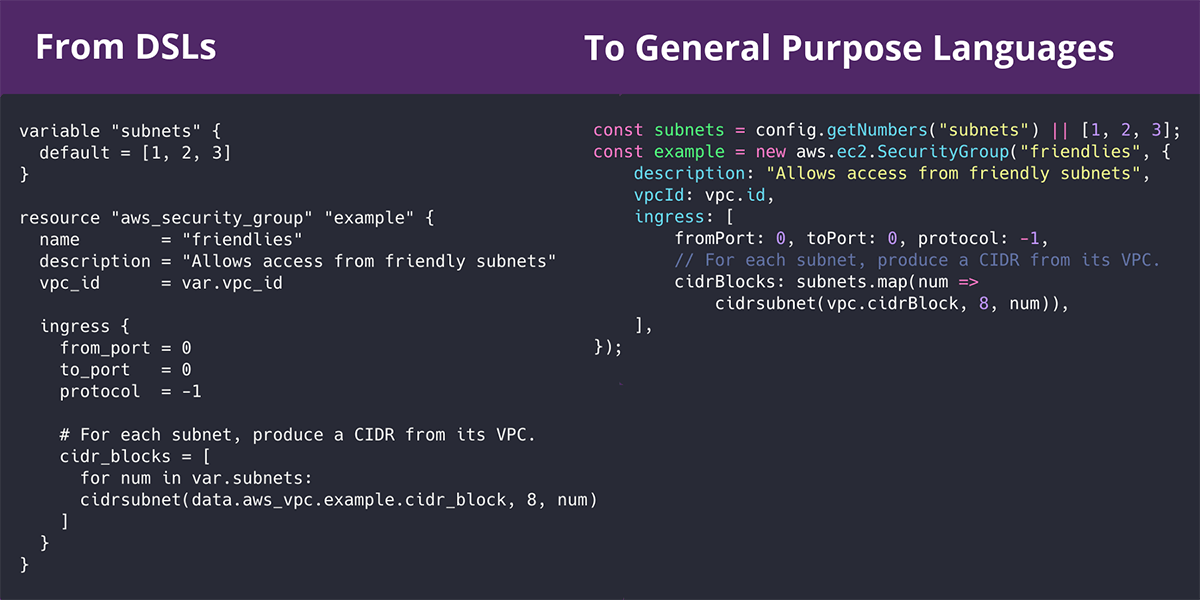 From DSLs
To General Purpose Languages
variable "subnets" {
  default = [1, 2, 3]
}
resource "aws_security_group" "example" {
  name        = "friendlies"
  description = "Allows access from friendly subnets"
  vpc_id      = var.vpc_id
  ingress {
    from_port = 0
    to_port   = 0
    protocol  = -1
    # For each subnet, produce a CIDR from its VPC.
    cidr_blocks = [
      for num in var.subnets:
      cidrsubnet(data.aws_vpc.example.cidr_block, 8, num)
    ]
  }
}
const subnets = config.getNumbers("subnets") || [1, 2, 3];
const example = new aws.ec2.SecurityGroup("friendlies", {
    description: "Allows access from friendly subnets",
    vpcId: vpc.id,
    ingress: [
        fromPort: 0, toPort: 0, protocol: -1,
        // For each subnet, produce a CIDR from its VPC.
        cidrBlocks: subnets.map(num =>
            cidrsubnet(vpc.cidrBlock, 8, num)),
    ],
});